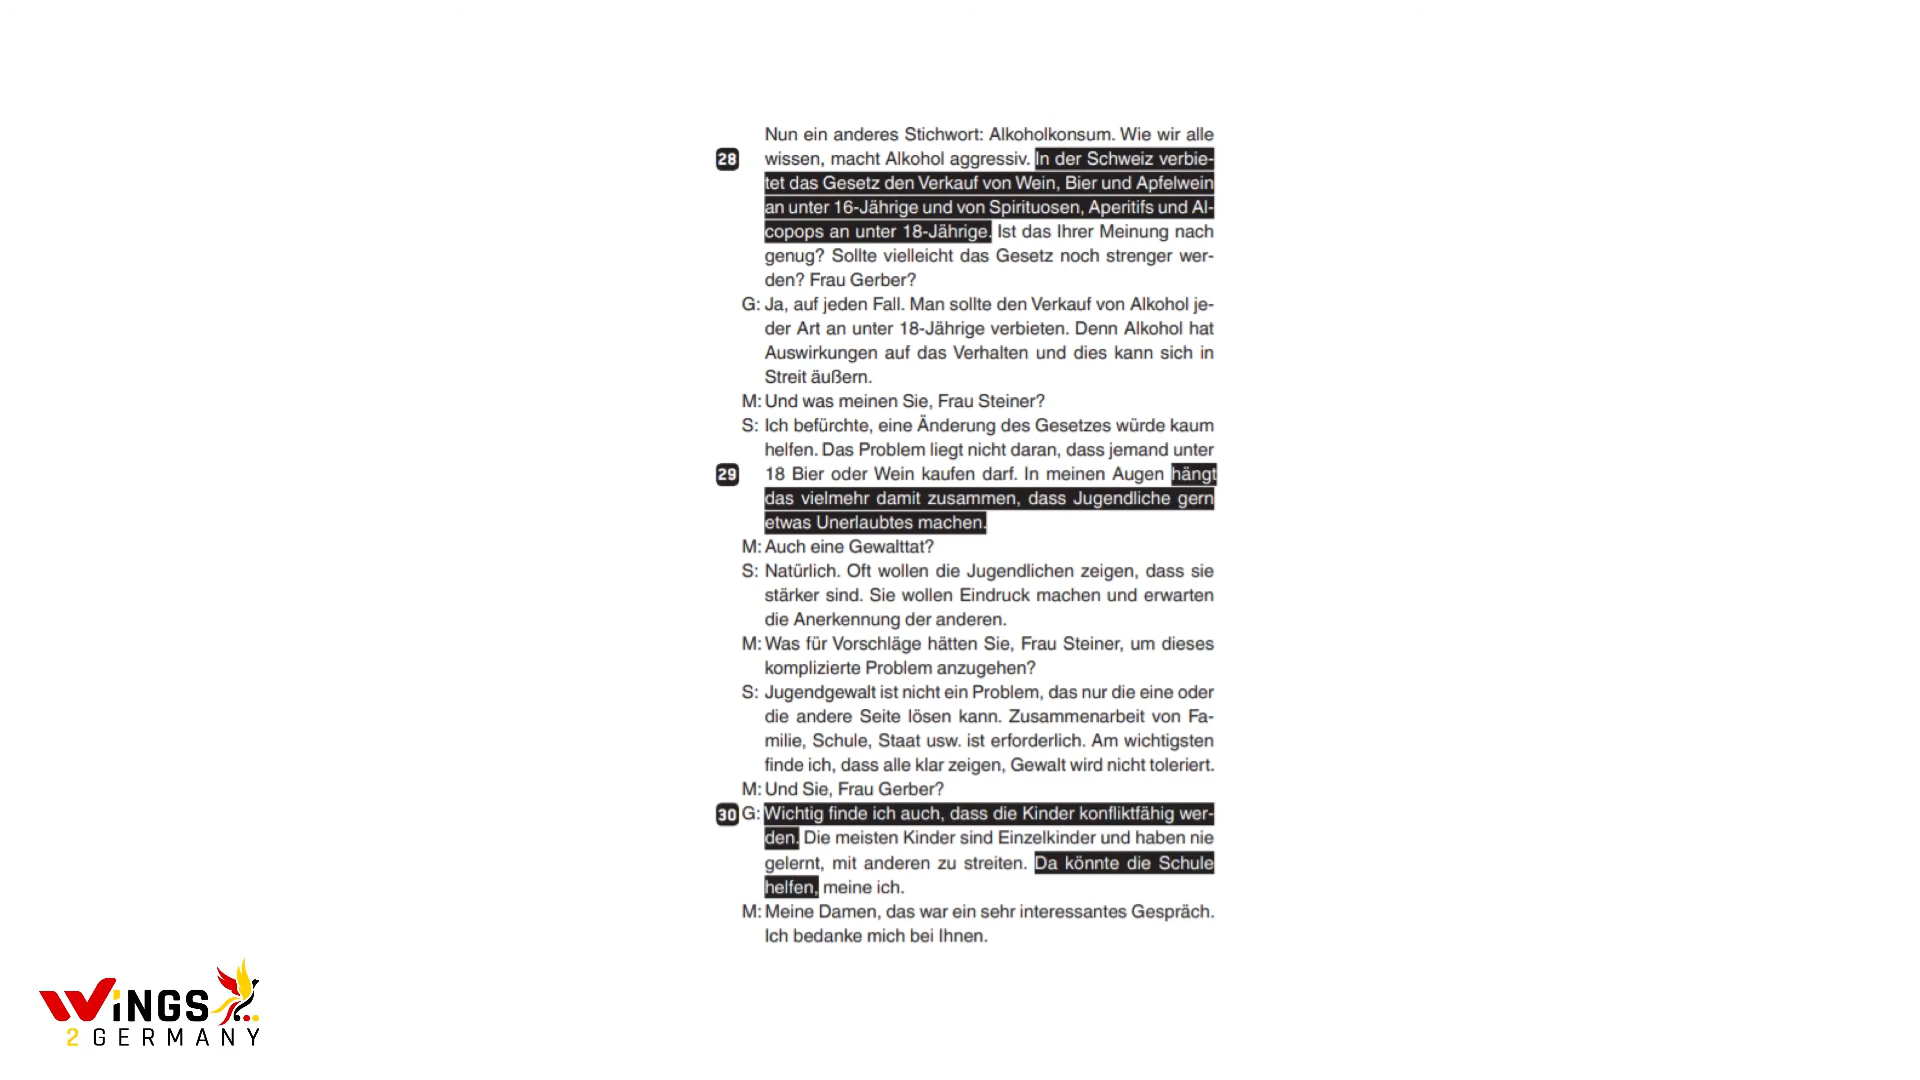 Nun ein anderes Stichwort: Alkoholkonsum. Wie wir alle
28 wissen, macht Alkohol aggressiv. In der Schweiz verbie-
tet das Gesetz den Verkauf von Wein, Bier und Apfelwein
an unter 16-Jährige und von Spirituosen, Aperitifs und Al-
copops an unter 18-Jährige. Ist das Ihrer Meinung nach
genug? Sollte vielleicht das Gesetz noch strenger wer-
den? Frau Gerber?
G: Ja, auf jeden Fall. Man sollte den Verkauf von Alkohol je-
der Art an unter 18-Jährige verbieten. Denn Alkohol hat
Auswirkungen auf das Verhalten und dies kann sich in
Streit äußern.
M: Und was meinen Sie, Frau Steiner?
S: Ich befürchte, eine Änderung des Gesetzes würde kaum
helfen. Das Problem liegt nicht daran, dass jemand unter
29 18 Bier oder Wein kaufen darf. In meinen Augen hängt
das vielmehr damit zusammen, dass Jugendliche gern
etwas Unerlaubtes machen.
M: Auch eine Gewalttat?
S: Natürlich. Oft wollen die Jugendlichen zeigen, dass sie
stärker sind. Sie wollen Eindruck machen und erwarten
die Anerkennung der anderen.
M: Was für Vorschläge hätten Sie, Frau Steiner, um dieses
komplizierte Problem anzugehen?
S: Jugendgewalt ist nicht ein Problem, das nur die eine oder
die andere Seite lösen kann. Zusammenarbeit von Fa-
milie, Schule, Staat usw. ist erforderlich. Am wichtigsten
finde ich, dass alle klar zeigen, Gewalt wird nicht toleriert.
M: Und Sie, Frau Gerber?
30 G: Wichtig finde ich auch, dass die Kinder konfliktfähig wer-
den. Die meisten Kinder sind Einzelkinder und haben nie
gelernt, mit anderen zu streiten. Da könnte die Schule
helfen, meine ich.
M: Meine Damen, das war ein sehr interessantes Gespräch.
Ich bedanke mich bei Ihnen.
WiNGS
2 GERMANY